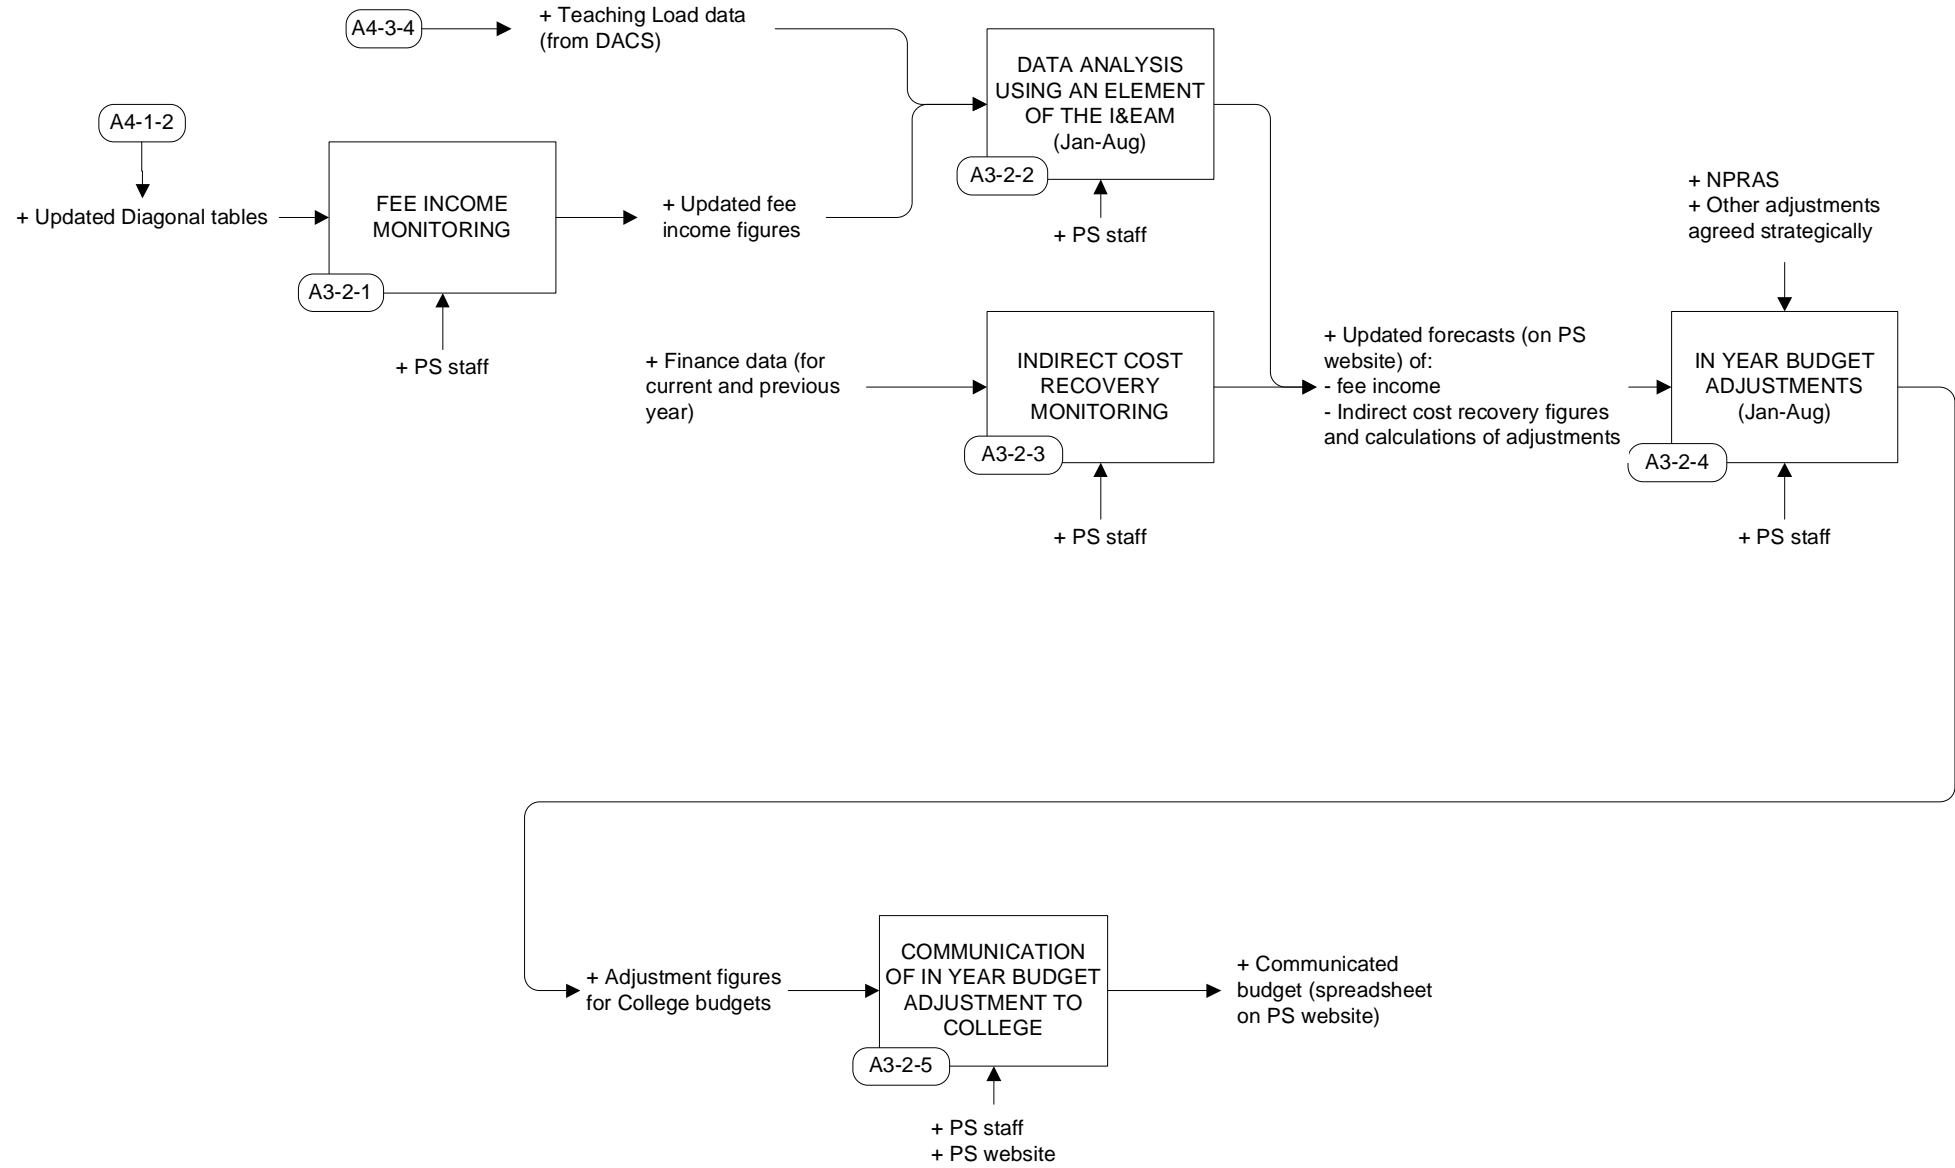 A4-3-4
+ Teaching Load data
(from DACS)
DATA ANALYSIS
USING AN ELEMENT
OF THE I&EAM
(Jan-Aug)
A3-2-2
+ PS staff
A4-1-2
+ Updated Diagonal tables
FEE INCOME
MONITORING
A3-2-1
+ PS staff
+ Updated fee
income figures
+ NPRAS
+ Other adjustments
agreed strategically
+ Finance data (for
current and previous
year)
INDIRECT COST
RECOVERY
MONITORING
A3-2-3
+ PS staff
+ Updated forecasts (on PS
website) of:
- fee income
- Indirect cost recovery figures
and calculations of adjustments
IN YEAR BUDGET
ADJUSTMENTS
(Jan-Aug)
A3-2-4
+ PS staff
+ Adjustment figures
for College budgets
COMMUNICATION
OF IN YEAR BUDGET
ADJUSTMENT TO
COLLEGE
A3-2-5
+ PS staff
+ PS website
+ Communicated
budget (spreadsheet
on PS website)